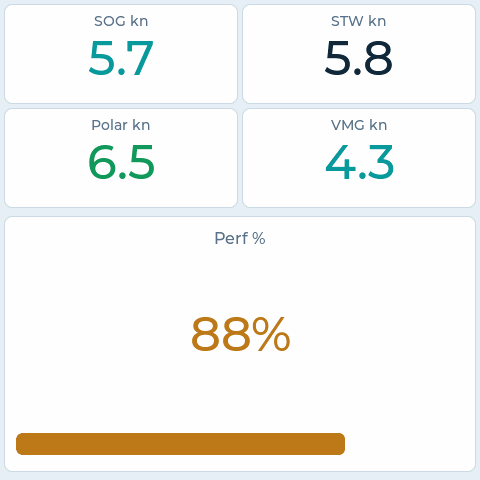 SOG kn
5.7
STW kn
5.8
Polar kn
6.5
VMG kn
4.3
Perf %
88%